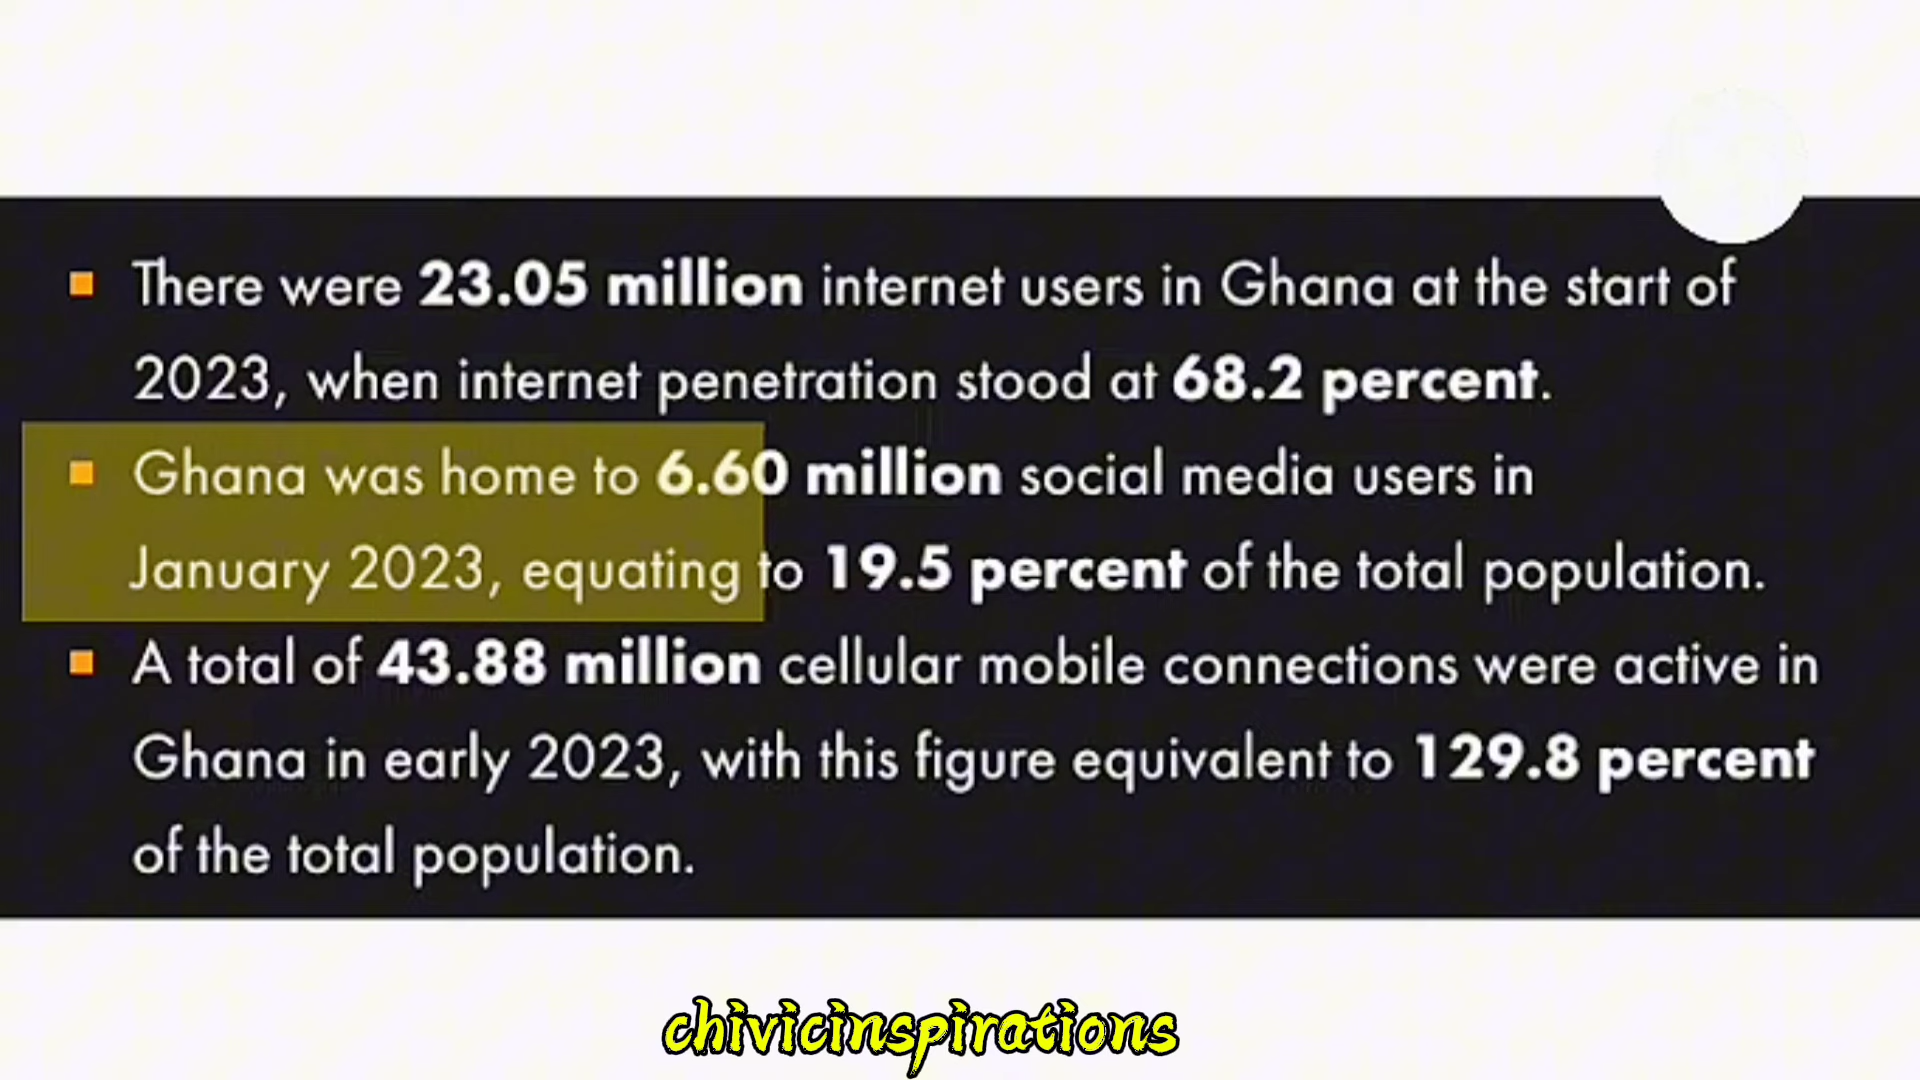 There were 23.05 million internet users in Ghana at the start of
2023, when internet penetration stood at 68.2 percent.
Ghana was home to 6.60 million social media users in
January 2023, equating to 19.5 percent of the total population.
A total of 43.88 million cellular mobile connections were active in
Ghana in early 2023, with this figure equivalent to 129.8 percent
of the total population.
chivicinspirations